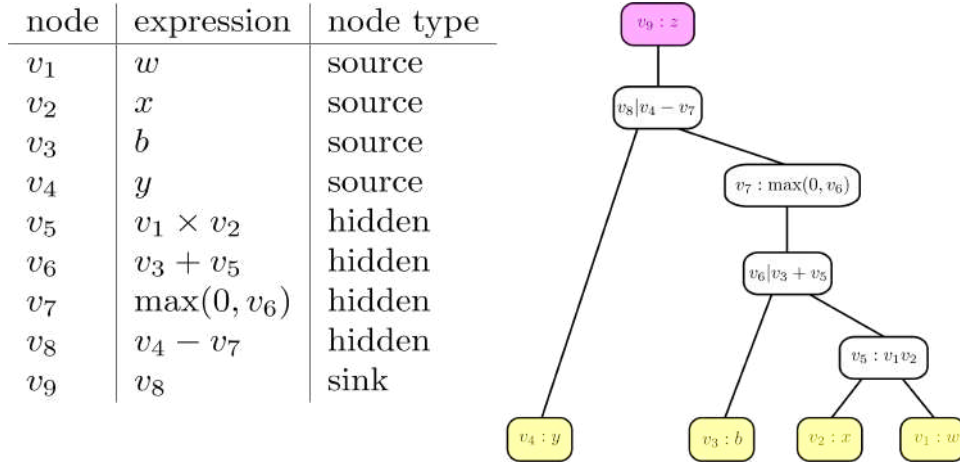 node expression node type
v₁ w source
v₂ x source
v₃ b source
v₄ y source
v₅ v₁ × v₂ hidden
v₆ v₃ + v₅ hidden
v₇ max(0, v₆) hidden
v₈ v₄ − v₇ hidden
v₉ v₈ sink
v₉ : z
v₈|v₄ − v₇
v₇ : max(0, v₆)
v₆|v₃ + v₅
v₅ : v₁v₂
v₄ : y
v₃ : b
v₂ : x
v₁ : w